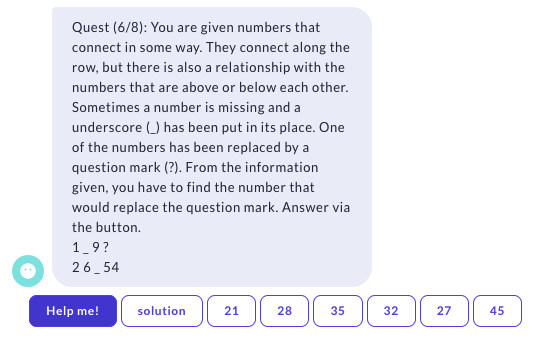 Quest (6/8): You are given numbers that
connect in some way. They connect along the
row, but there is also a relationship with the
numbers that are above or below each other.
Sometimes a number is missing and a
underscore (_) has been put in its place. One
of the numbers has been replaced by a
question mark (?). From the information
given, you have to find the number that
would replace the question mark. Answer via
the button.
1 _ 9 ?
2 6 _ 54
Help me! solution 21 28 35 32 27 45